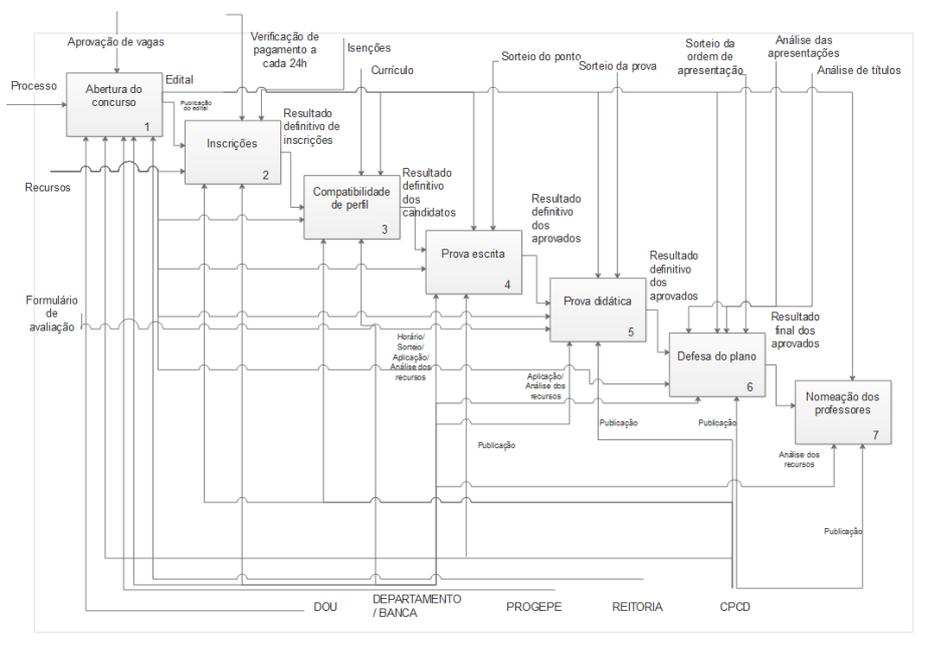 Aprovação de vagas
Verificação de
pagamento a
cada 24h
Isenções
Currículo
Sorteio do ponto
Sorteio da prova
Sorteio da
ordem de
apresentação
Análise das
apresentações
Análise de títulos
Processo
Abertura do
concurso
1
Edital
Publicação
do edital
Inscrições
2
Resultado
definitivo de
inscrições
Recursos
Compatibilidade
de perfil
3
Resultado
definitivo
dos
candidatos
Prova escrita
4
Resultado
definitivo
dos
aprovados
Prova didática
5
Resultado
definitivo
dos
aprovados
Formulário
de
avaliação
Defesa do plano
6
Resultado
final dos
aprovados
Nomeação dos
professores
7
Horário/
Sorteio/
Aplicação/
Análise dos
recursos
Aplicação/
Análise dos
recursos
Publicação
Publicação
Publicação
Análise dos
recursos
Publicação
DOU
DEPARTAMENTO
/ BANCA
PROGEPE
REITORIA
CPCD